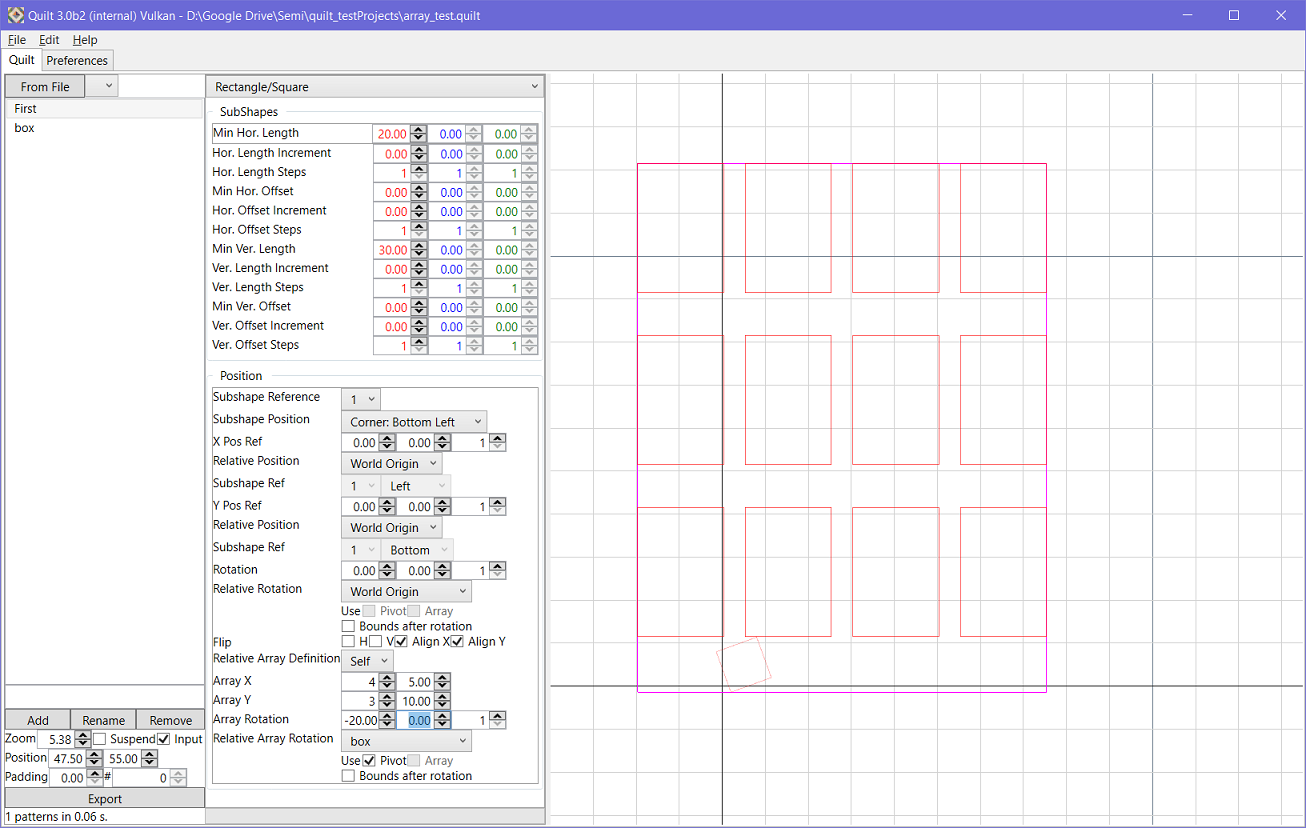 Quilt 3.0b2 (internal) Vulkan - D:\Google Drive\Semi\quilt_testProjects\array_test.quilt
File Edit Help
Quilt Preferences
From File
First
box
Rectangle/Square
SubShapes
Min Hor. Length 20.00 0.00 0.00
Hor. Length Increment 0.00 0.00 0.00
Hor. Length Steps 1 1 1
Min Hor. Offset 0.00 0.00 0.00
Hor. Offset Increment 0.00 0.00 0.00
Hor. Offset Steps 1 1 1
Min Ver. Length 30.00 0.00 0.00
Ver. Length Increment 0.00 0.00 0.00
Ver. Length Steps 1 1 1
Min Ver. Offset 0.00 0.00 0.00
Ver. Offset Increment 0.00 0.00 0.00
Ver. Offset Steps 1 1 1
Position
Subshape Reference 1
Subshape Position Corner: Bottom Left
X Pos Ref 0.00 0.00 1
Relative Position World Origin
Subshape Ref 1 Left
Y Pos Ref 0.00 0.00 1
Relative Position World Origin
Subshape Ref 1 Bottom
Rotation 0.00 0.00 1
Relative Rotation World Origin
Use Pivot Array
Bounds after rotation
Flip H V Align X Align Y
Relative Array Definition Self
Array X 4 5.00
Array Y 3 10.00
Array Rotation -20.00 0.00 1
Relative Array Rotation box
Use Pivot Array
Bounds after rotation
Add Rename Remove
Zoom 5.38 Suspend Input
Position 47.50 55.00
Padding 0.00 # 0
Export
1 patterns in 0.06 s.